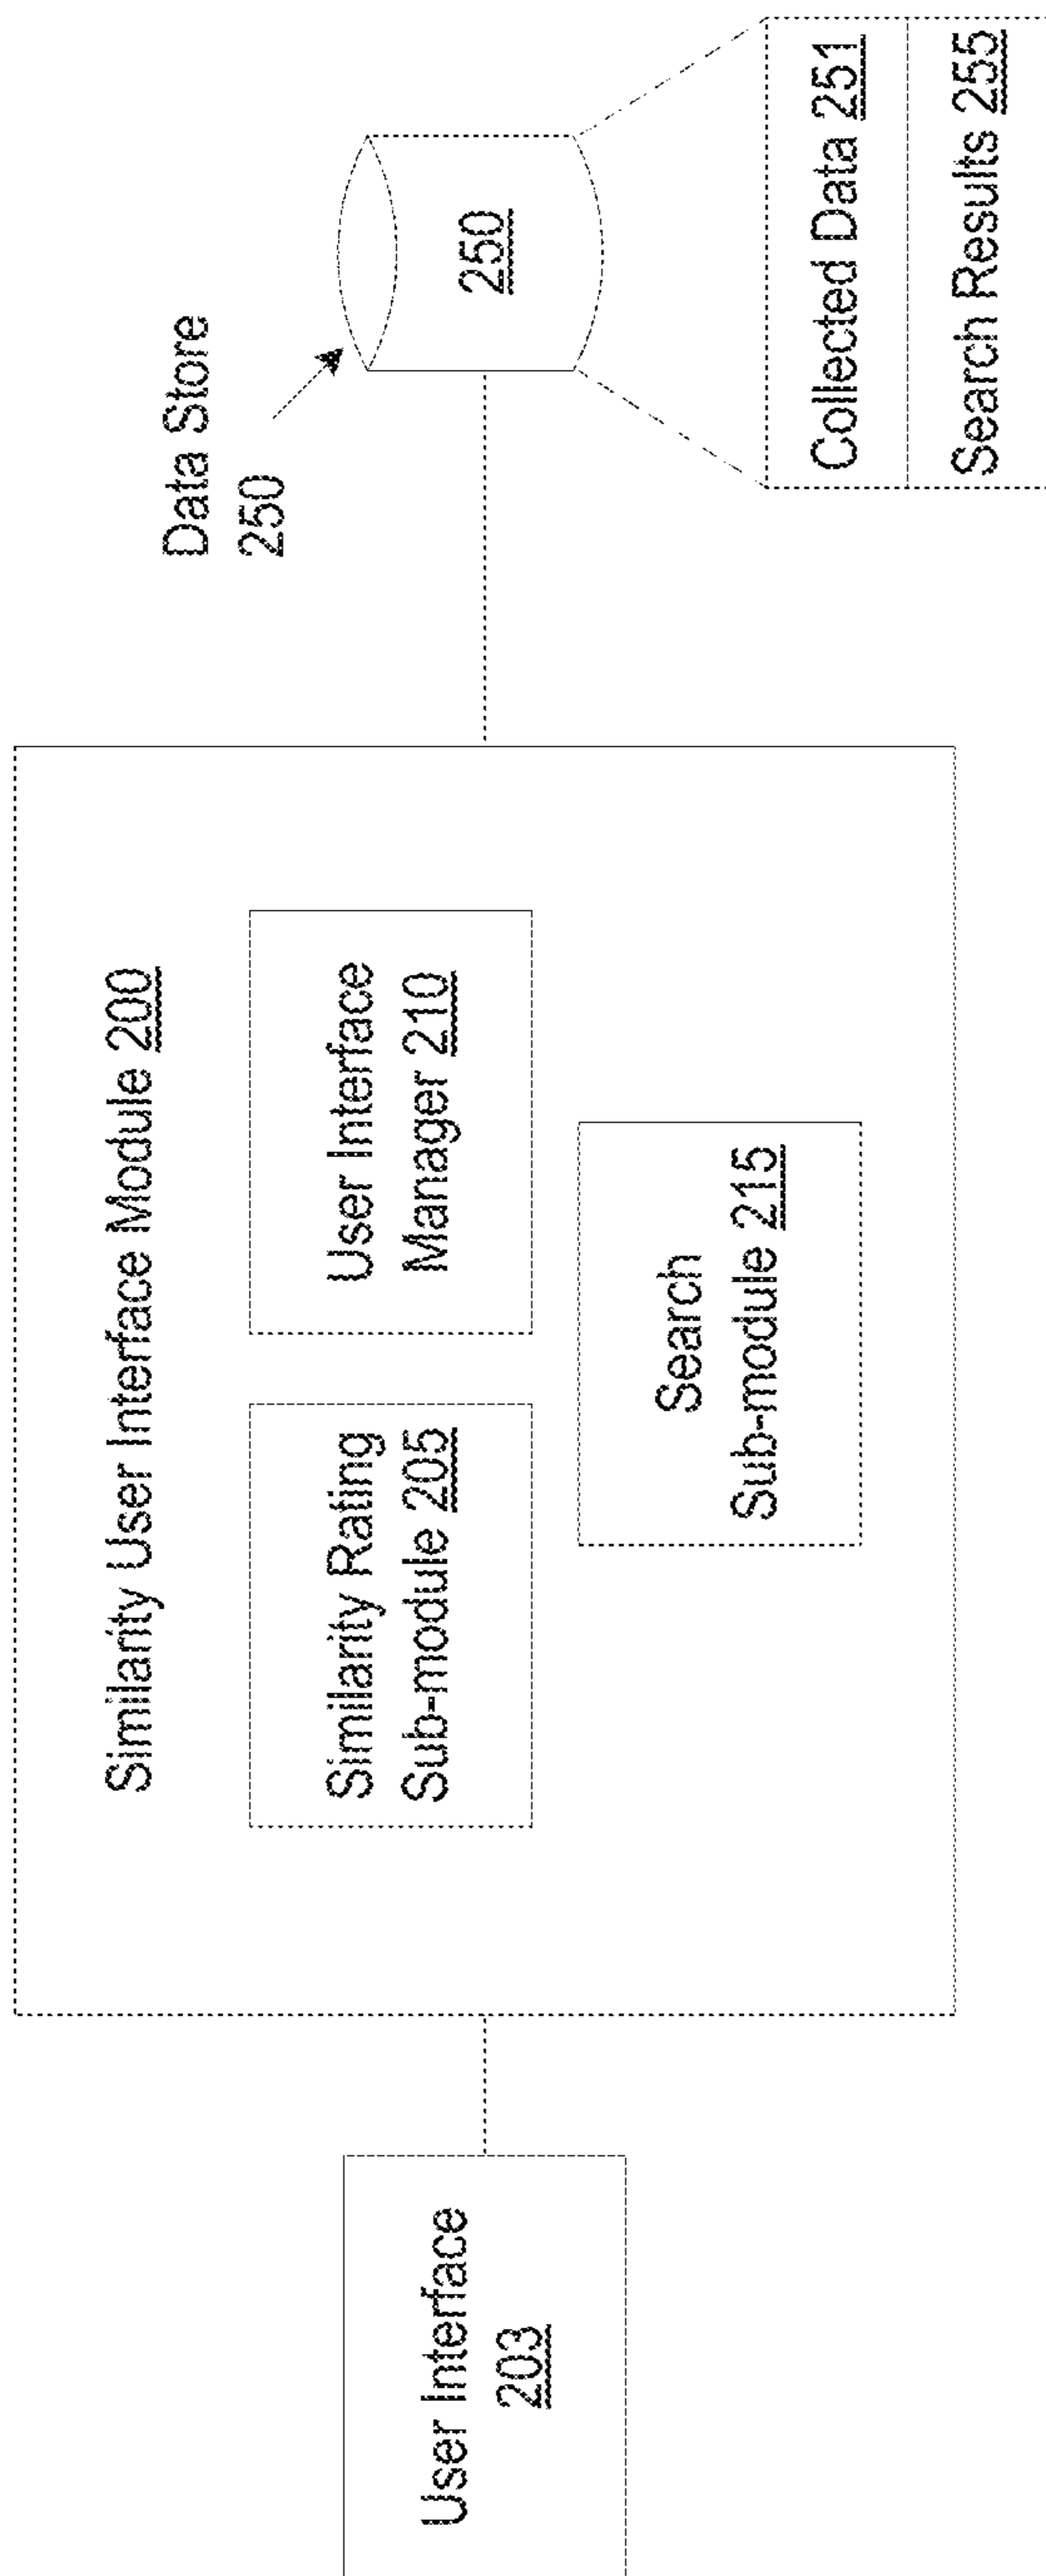 Similarity User Interface Module 200
User Interface
203
Similarity Rating
Sub-module 205
User Interface
Manager 210
Search
Sub-module 215
Data Store
250
250
Collected Data 251
Search Results 255